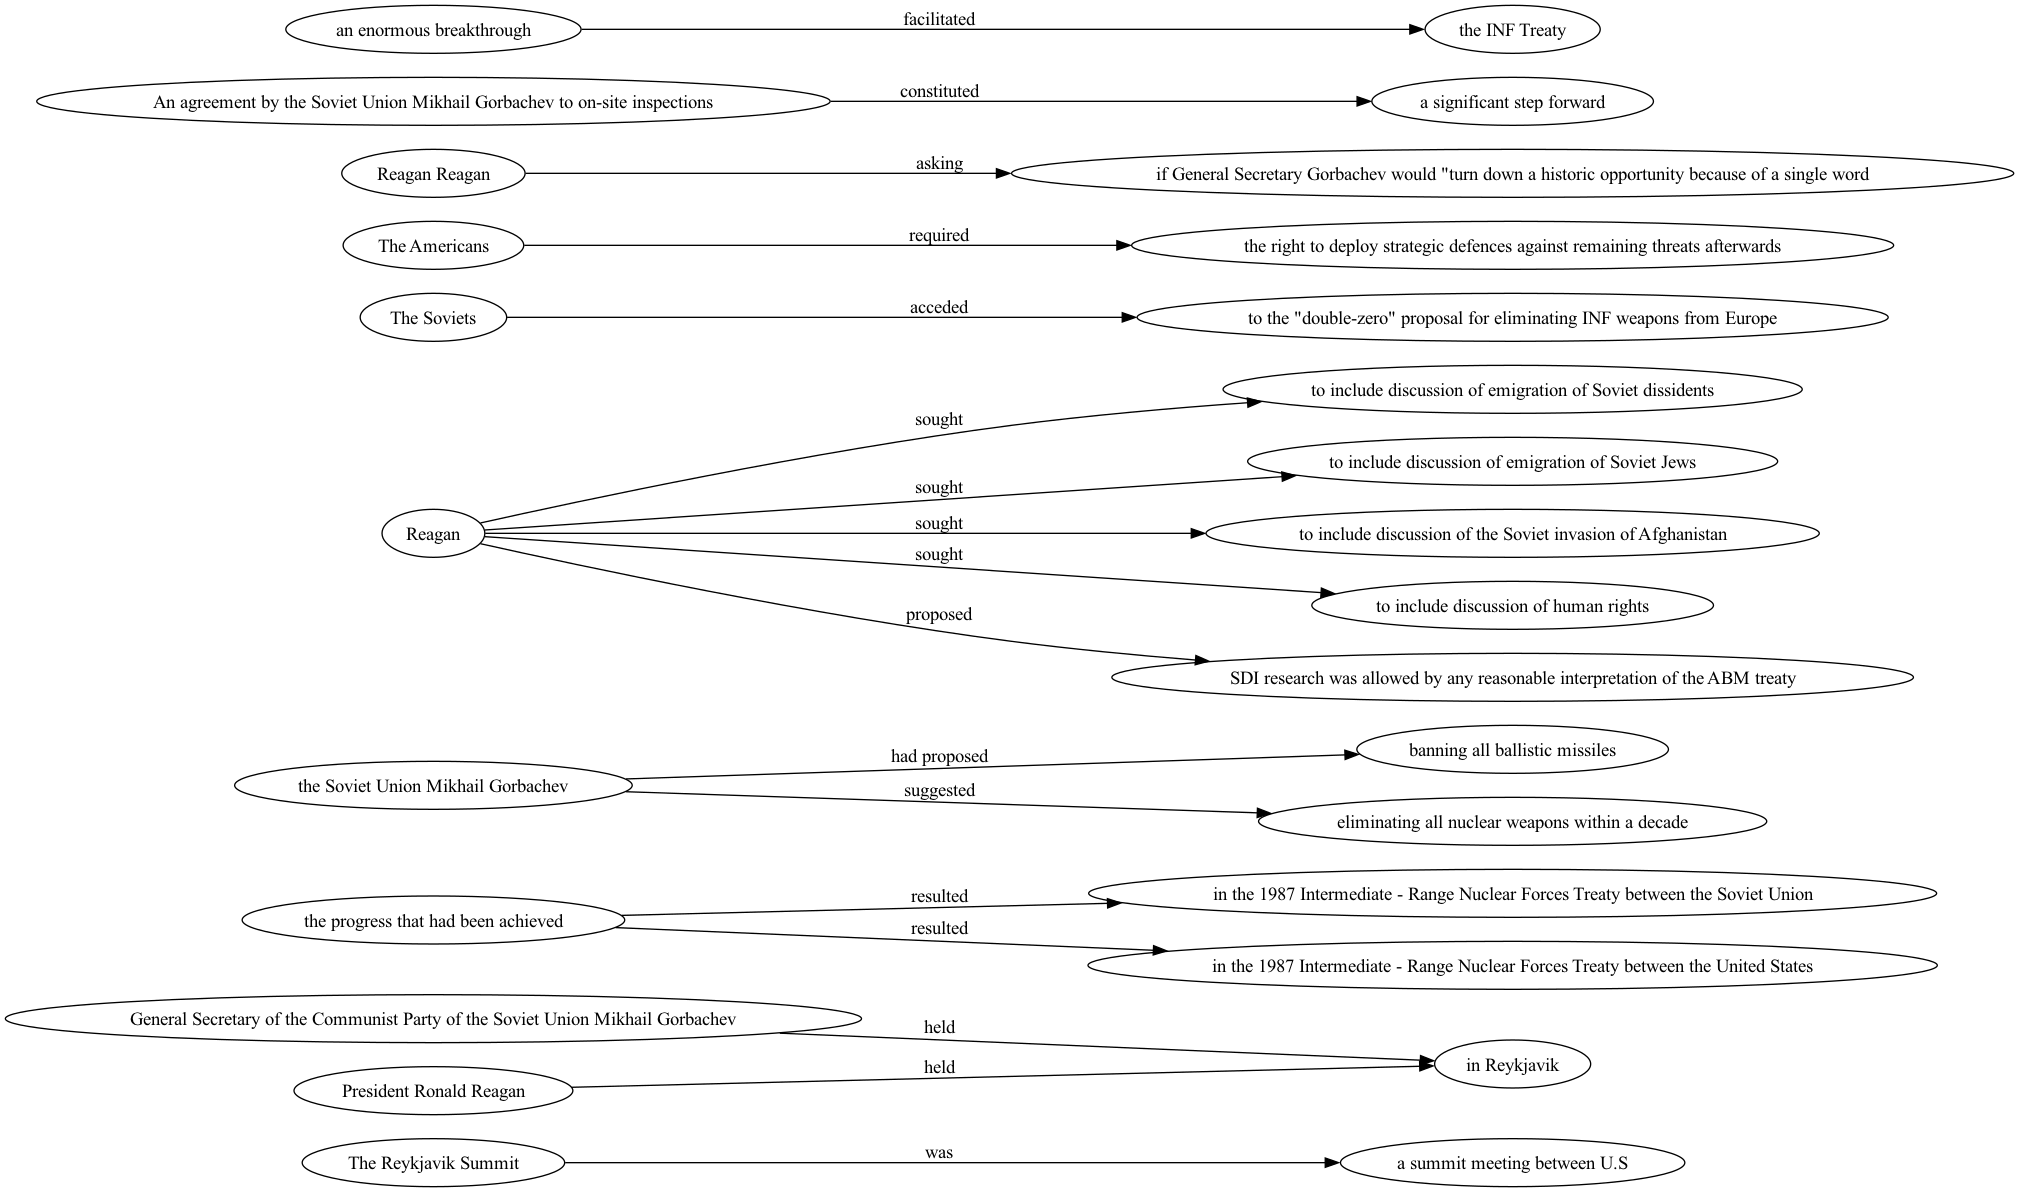 an enormous breakthrough
facilitated
the INF Treaty
An agreement by the Soviet Union Mikhail Gorbachev to on-site inspections
constituted
a significant step forward
Reagan Reagan
asking
if General Secretary Gorbachev would "turn down a historic opportunity because of a single word
The Americans
required
the right to deploy strategic defences against remaining threats afterwards
The Soviets
acceded
to the "double-zero" proposal for eliminating INF weapons from Europe
Reagan
sought
to include discussion of emigration of Soviet dissidents
sought
to include discussion of emigration of Soviet Jews
sought
to include discussion of the Soviet invasion of Afghanistan
sought
to include discussion of human rights
proposed
SDI research was allowed by any reasonable interpretation of the ABM treaty
the Soviet Union Mikhail Gorbachev
had proposed
banning all ballistic missiles
suggested
eliminating all nuclear weapons within a decade
the progress that had been achieved
resulted
in the 1987 Intermediate - Range Nuclear Forces Treaty between the Soviet Union
resulted
in the 1987 Intermediate - Range Nuclear Forces Treaty between the United States
General Secretary of the Communist Party of the Soviet Union Mikhail Gorbachev
held
in Reykjavik
President Ronald Reagan
held
The Reykjavik Summit
was
a summit meeting between U.S